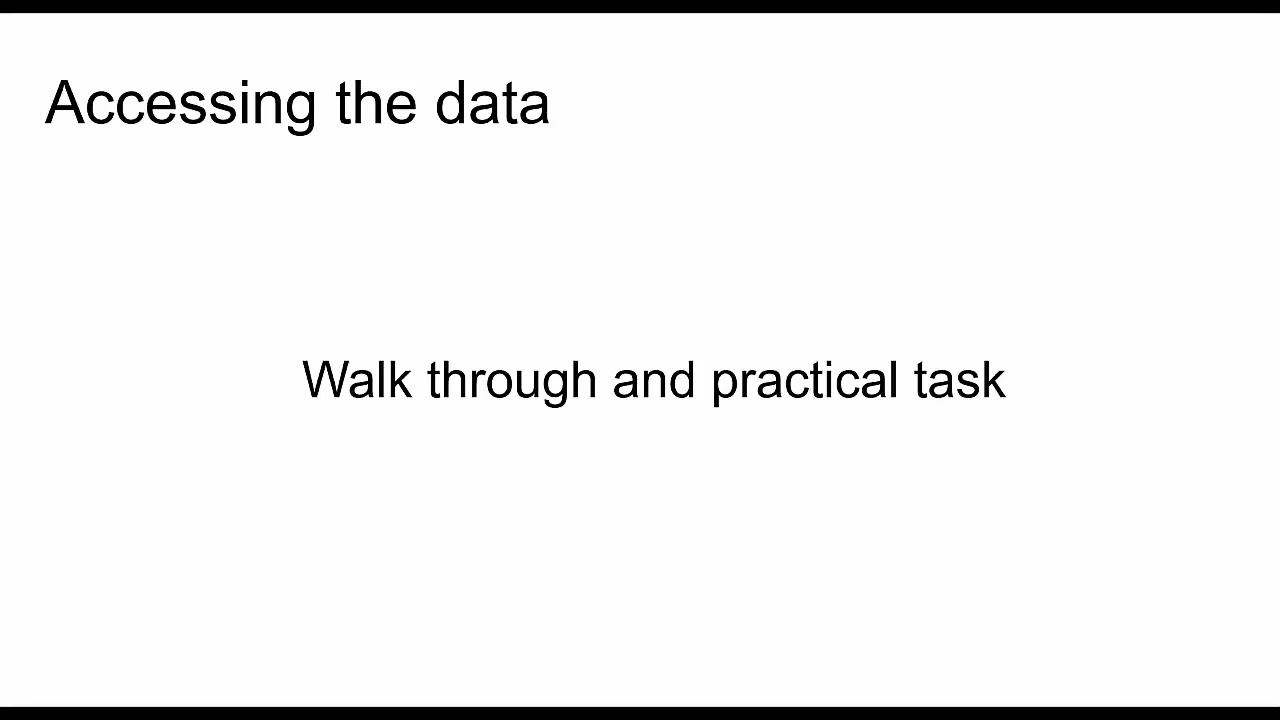 Accessing the data
Walk through and practical task